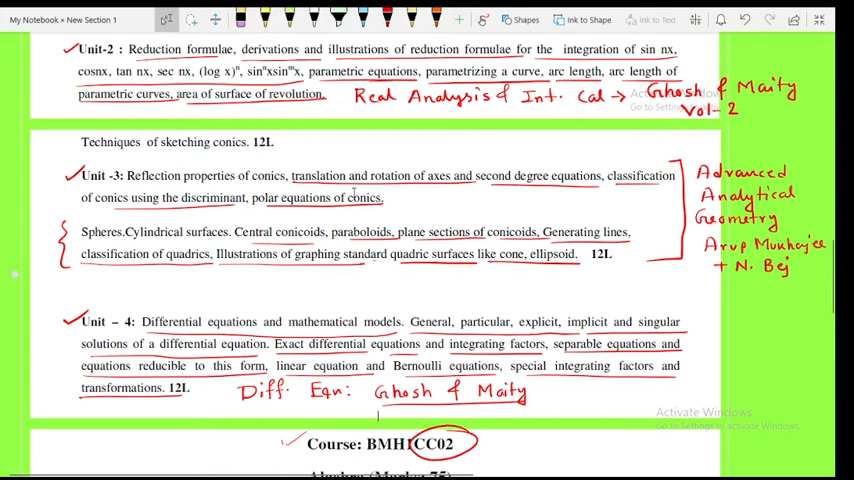 My Notebook » New Section 1
Shapes
Ink to Shape
Ink to Text
Unit-2 : Reduction formulae, derivations and illustrations of reduction formulae for the integration of sin nx,
cosnx, tan nx, sec nx, (log x)ⁿ, sinⁿxsinᵐx, parametric equations, parametrizing a curve, arc length, arc length of
parametric curves, area of surface of revolution.
Real Analysis & Int. Cal → Ghosh & Maity
Vol-2
Techniques of sketching conics. 12L
Unit -3: Reflection properties of conics, translation and rotation of axes and second degree equations, classification
of conics using the discriminant, polar equations of conics.
Spheres.Cylindrical surfaces. Central conicoids, paraboloids, plane sections of conicoids, Generating lines,
classification of quadrics, Illustrations of graphing standard quadric surfaces like cone, ellipsoid. 12L
Advanced
Analytical
Geometry
Arup Mukhajee
+ N. Bej
Unit – 4: Differential equations and mathematical models. General, particular, explicit, implicit and singular
solutions of a differential equation. Exact differential equations and integrating factors, separable equations and
equations reducible to this form, linear equation and Bernoulli equations, special integrating factors and
transformations. 12L
Diff. Eqn: Ghosh & Maity
Activate Windows
Go to Settings to activate Windows.
Course: BMH1CC02
Algebra (Marks: 75)